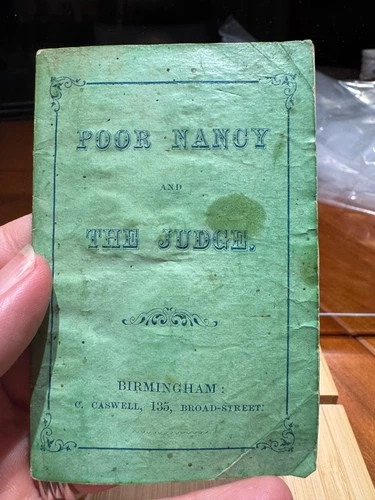 POOR NANCY
AND
THE JUDGE.
BIRMINGHAM:
C. CASWELL, 135, BROAD-STREET.